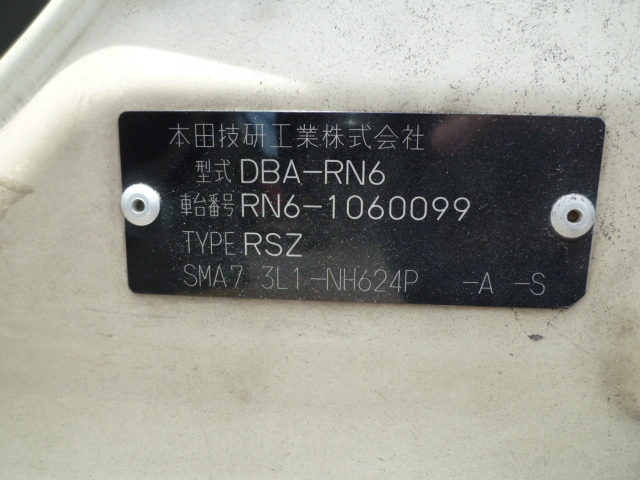 本田技研工業株式会社
型式 DBA-RN6
車台番号 RN6-1060099
TYPE RSZ
SMA7 3L1-NH624P -A -S